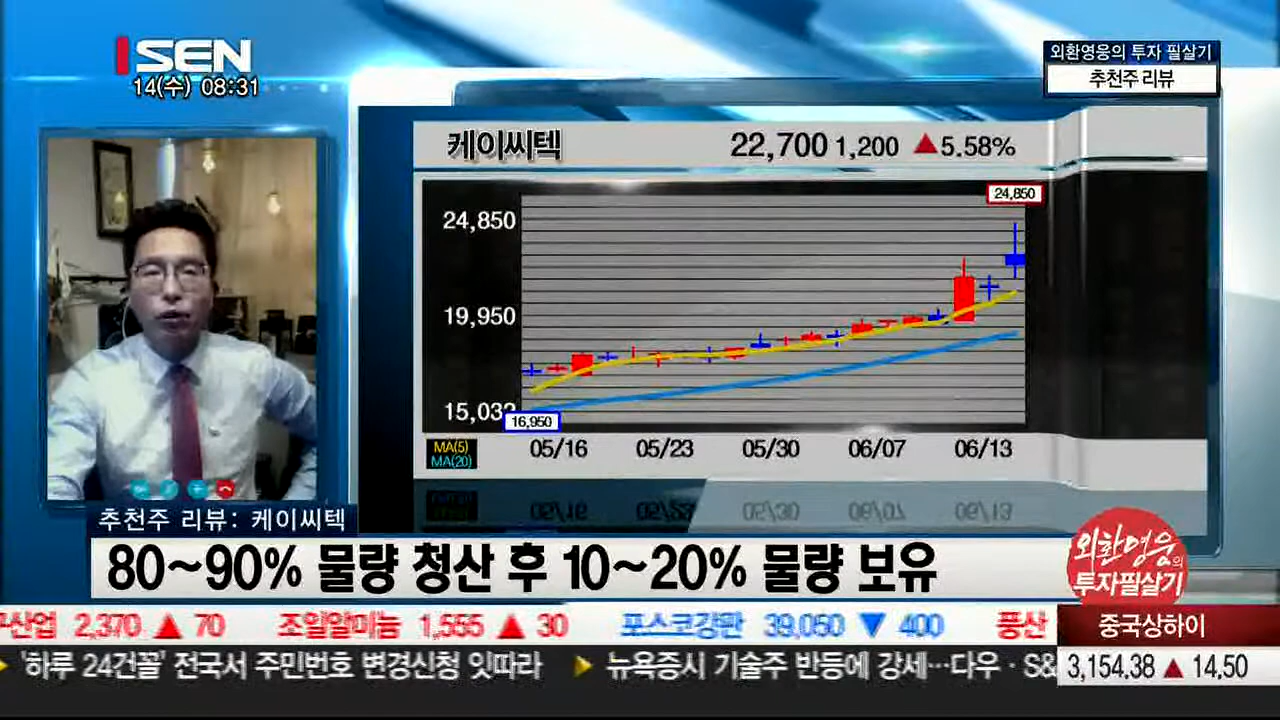 SEN
14(수) 08:31
외환영웅의 투자 필살기
추천주 리뷰
케이씨텍 22,700 1,200 ▲5.58%
24,850
24,850
19,950
15,032
16,950
MA(5)
MA(20)
05/16 05/23 05/30 06/07 06/13
추천주 리뷰: 케이씨텍
80~90% 물량 청산 후 10~20% 물량 보유
외환영웅의
투자필살기
산업 2,370 ▲ 70 조일알미늄 1,555 ▲ 30 포스코강판 39,050 ▼ 400 풍산
중국상하이
'하루 24건꼴' 전국서 주민번호 변경신청 잇따라 ▶ 뉴욕증시 기술주 반등에 강세…다우·S&
3,154.38 ▲ 14.50